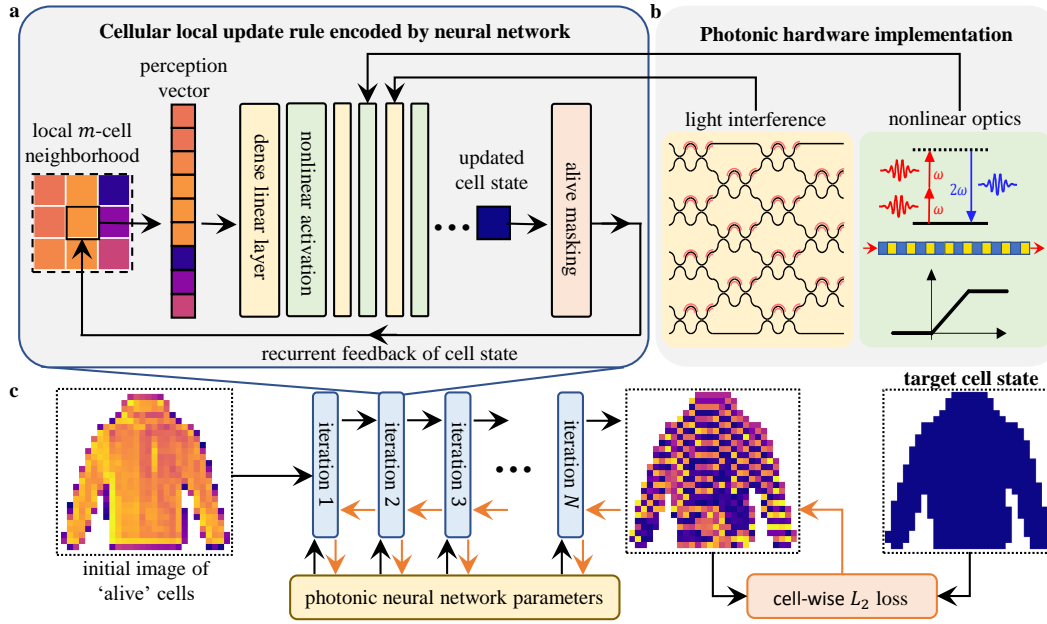 a
Cellular local update rule encoded by neural network
perception
vector
local m-cell
neighborhood
dense linear
layer
nonlinear activation
updated
cell state
alive masking
recurrent feedback of cell state
b
Photonic hardware implementation
light interference
nonlinear optics
ω
ω
2ω
c
initial image of
‘alive’ cells
iteration 1
iteration 2
iteration 3
iteration N
photonic neural network parameters
target cell state
cell-wise L₂ loss